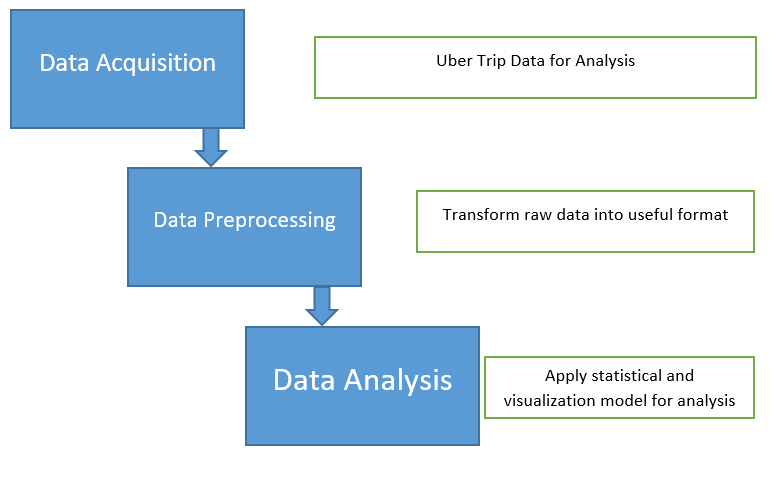 Data Acquisition
Uber Trip Data for Analysis
Data Preprocessing
Transform raw data into useful format
Data Analysis
Apply statistical and
visualization model for analysis